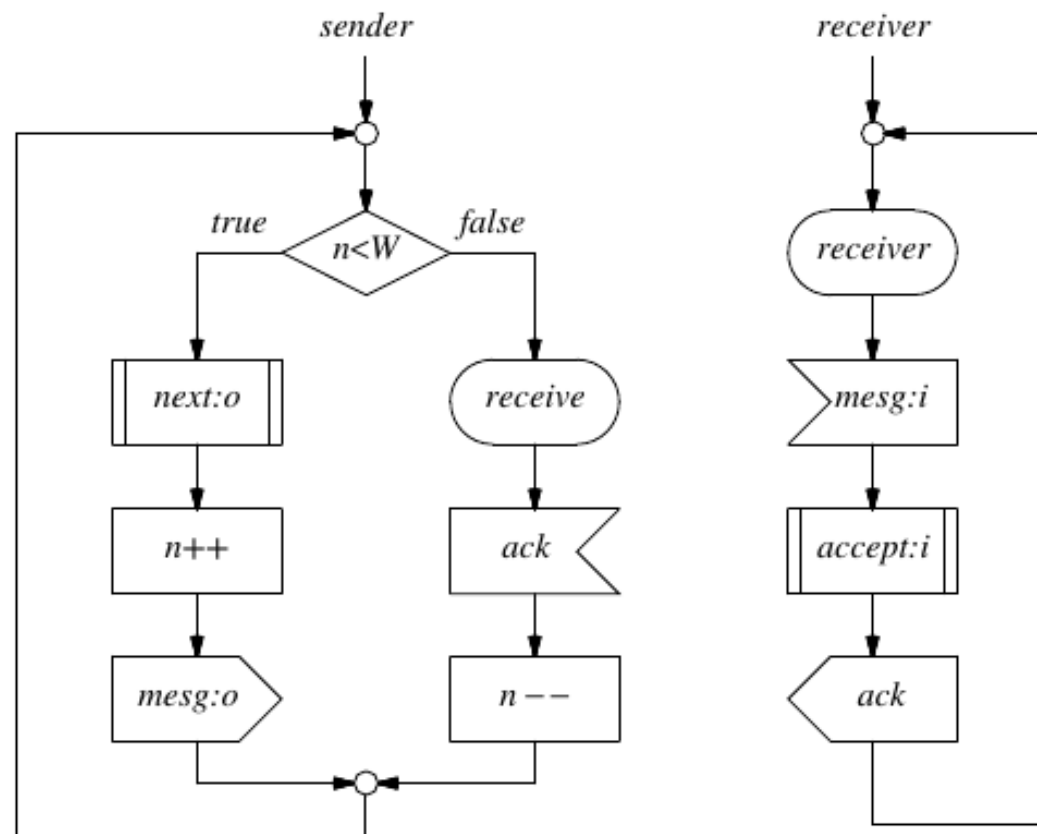 sender
receiver
true
false
n<W
receiver
next:o
receive
mesg:i
n++
ack
accept:i
mesg:o
n −−
ack